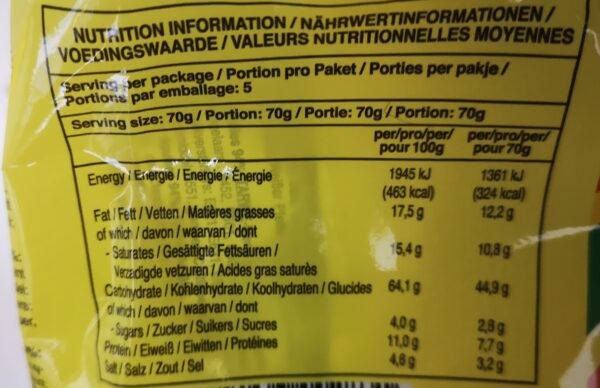 NUTRITION INFORMATION / NÄHRWERTINFORMATIONEN /
VOEDINGSWAARDE / VALEURS NUTRITIONNELLES MOYENNES
Serving per package / Portion pro Paket / Porties per pakje /
Portions par emballage: 5
Serving size: 70g / Portion: 70g / Portie: 70g / Portion: 70g
per/pro/per/ per/pro/per/
pour 100g pour 70g
Energy / Energie / Energie / Énergie 1945 kJ 1361 kJ
(463 kcal) (324 kcal)
Fat / Fett / Vetten / Matières grasses 17,5 g 12,2 g
of which / davon / waarvan / dont
- Saturates / Gesättigte Fettsäuren / 15,4 g 10,8 g
Verzadigde vetzuren / Acides gras saturés
Carbohydrate / Kohlenhydrate / Koolhydraten / Glucides 64,1 g 44,9 g
of which / davon / waarvan / dont
- Sugars / Zucker / Suikers / Sucres 4,0 g 2,8 g
Protein / Eiweiß / Eiwitten / Protéines 11,0 g 7,7 g
Salt / Salz / Zout / Sel 4,6 g 3,2 g